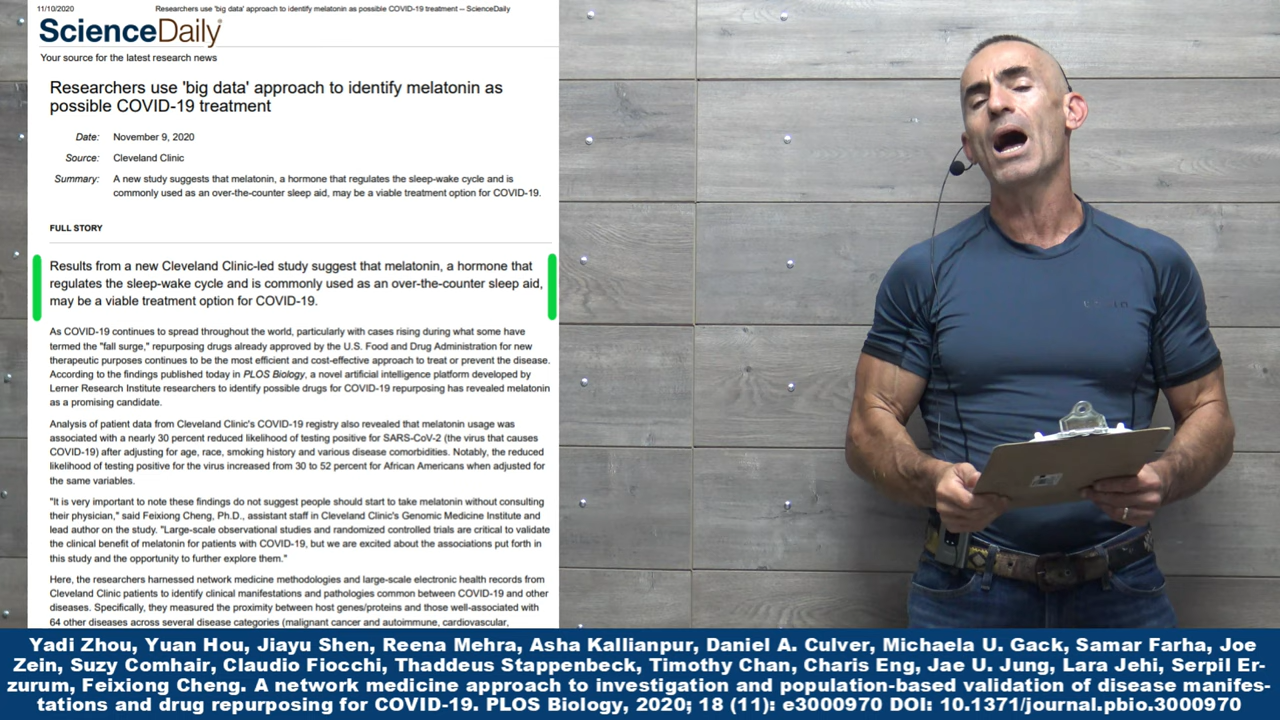 11/10/2020 Researchers use 'big data' approach to identify melatonin as possible COVID-19 treatment -- ScienceDaily
ScienceDaily
Your source for the latest research news
Researchers use 'big data' approach to identify melatonin as
possible COVID-19 treatment
Date: November 9, 2020
Source: Cleveland Clinic
Summary: A new study suggests that melatonin, a hormone that regulates the sleep-wake cycle and is
commonly used as an over-the-counter sleep aid, may be a viable treatment option for COVID-19.
FULL STORY
Results from a new Cleveland Clinic-led study suggest that melatonin, a hormone that
regulates the sleep-wake cycle and is commonly used as an over-the-counter sleep aid,
may be a viable treatment option for COVID-19.
As COVID-19 continues to spread throughout the world, particularly with cases rising during what some have
termed the "fall surge," repurposing drugs already approved by the U.S. Food and Drug Administration for new
therapeutic purposes continues to be the most efficient and cost-effective approach to treat or prevent the disease.
According to the findings published today in PLOS Biology, a novel artificial intelligence platform developed by
Lerner Research Institute researchers to identify possible drugs for COVID-19 repurposing has revealed melatonin
as a promising candidate.
Analysis of patient data from Cleveland Clinic's COVID-19 registry also revealed that melatonin usage was
associated with a nearly 30 percent reduced likelihood of testing positive for SARS-CoV-2 (the virus that causes
COVID-19) after adjusting for age, race, smoking history and various disease comorbidities. Notably, the reduced
likelihood of testing positive for the virus increased from 30 to 52 percent for African Americans when adjusted for
the same variables.
"It is very important to note these findings do not suggest people should start to take melatonin without consulting
their physician," said Feixiong Cheng, Ph.D., assistant staff in Cleveland Clinic's Genomic Medicine Institute and
lead author on the study. "Large-scale observational studies and randomized controlled trials are critical to validate
the clinical benefit of melatonin for patients with COVID-19, but we are excited about the associations put forth in
this study and the opportunity to further explore them."
Here, the researchers harnessed network medicine methodologies and large-scale electronic health records from
Cleveland Clinic patients to identify clinical manifestations and pathologies common between COVID-19 and other
diseases. Specifically, they measured the proximity between host genes/proteins and those well-associated with
64 other diseases across several disease categories (malignant cancer and autoimmune, cardiovascular,
Yadi Zhou, Yuan Hou, Jiayu Shen, Reena Mehra, Asha Kallianpur, Daniel A. Culver, Michaela U. Gack, Samar Farha, Joe
Zein, Suzy Comhair, Claudio Fiocchi, Thaddeus Stappenbeck, Timothy Chan, Charis Eng, Jae U. Jung, Lara Jehi, Serpil Er-
zurum, Feixiong Cheng. A network medicine approach to investigation and population-based validation of disease manifes-
tations and drug repurposing for COVID-19. PLOS Biology, 2020; 18 (11): e3000970 DOI: 10.1371/journal.pbio.3000970